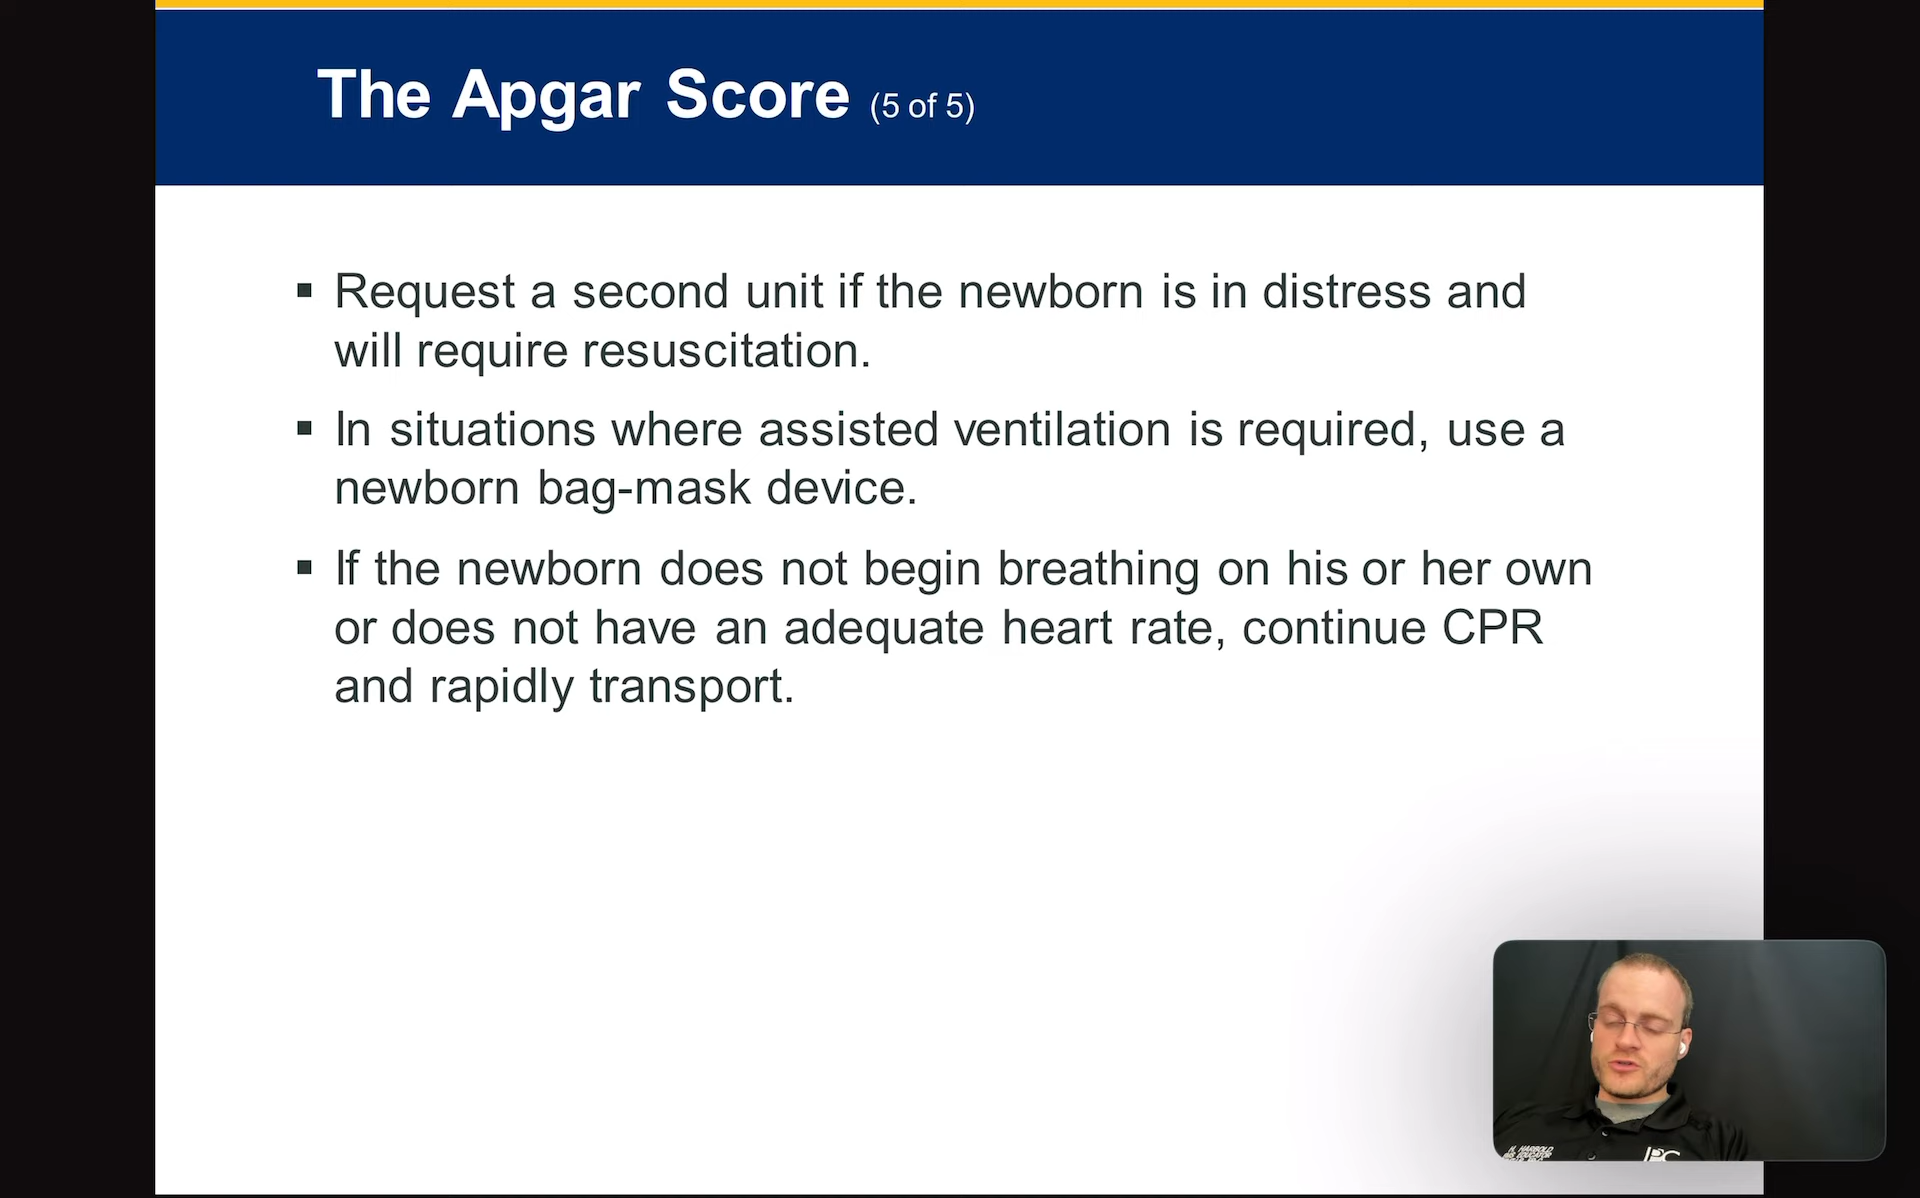 The Apgar Score (5 of 5)
▪ Request a second unit if the newborn is in distress and
will require resuscitation.
▪ In situations where assisted ventilation is required, use a
newborn bag-mask device.
▪ If the newborn does not begin breathing on his or her own
or does not have an adequate heart rate, continue CPR
and rapidly transport.
H. HARBOLD
EDUCATOR